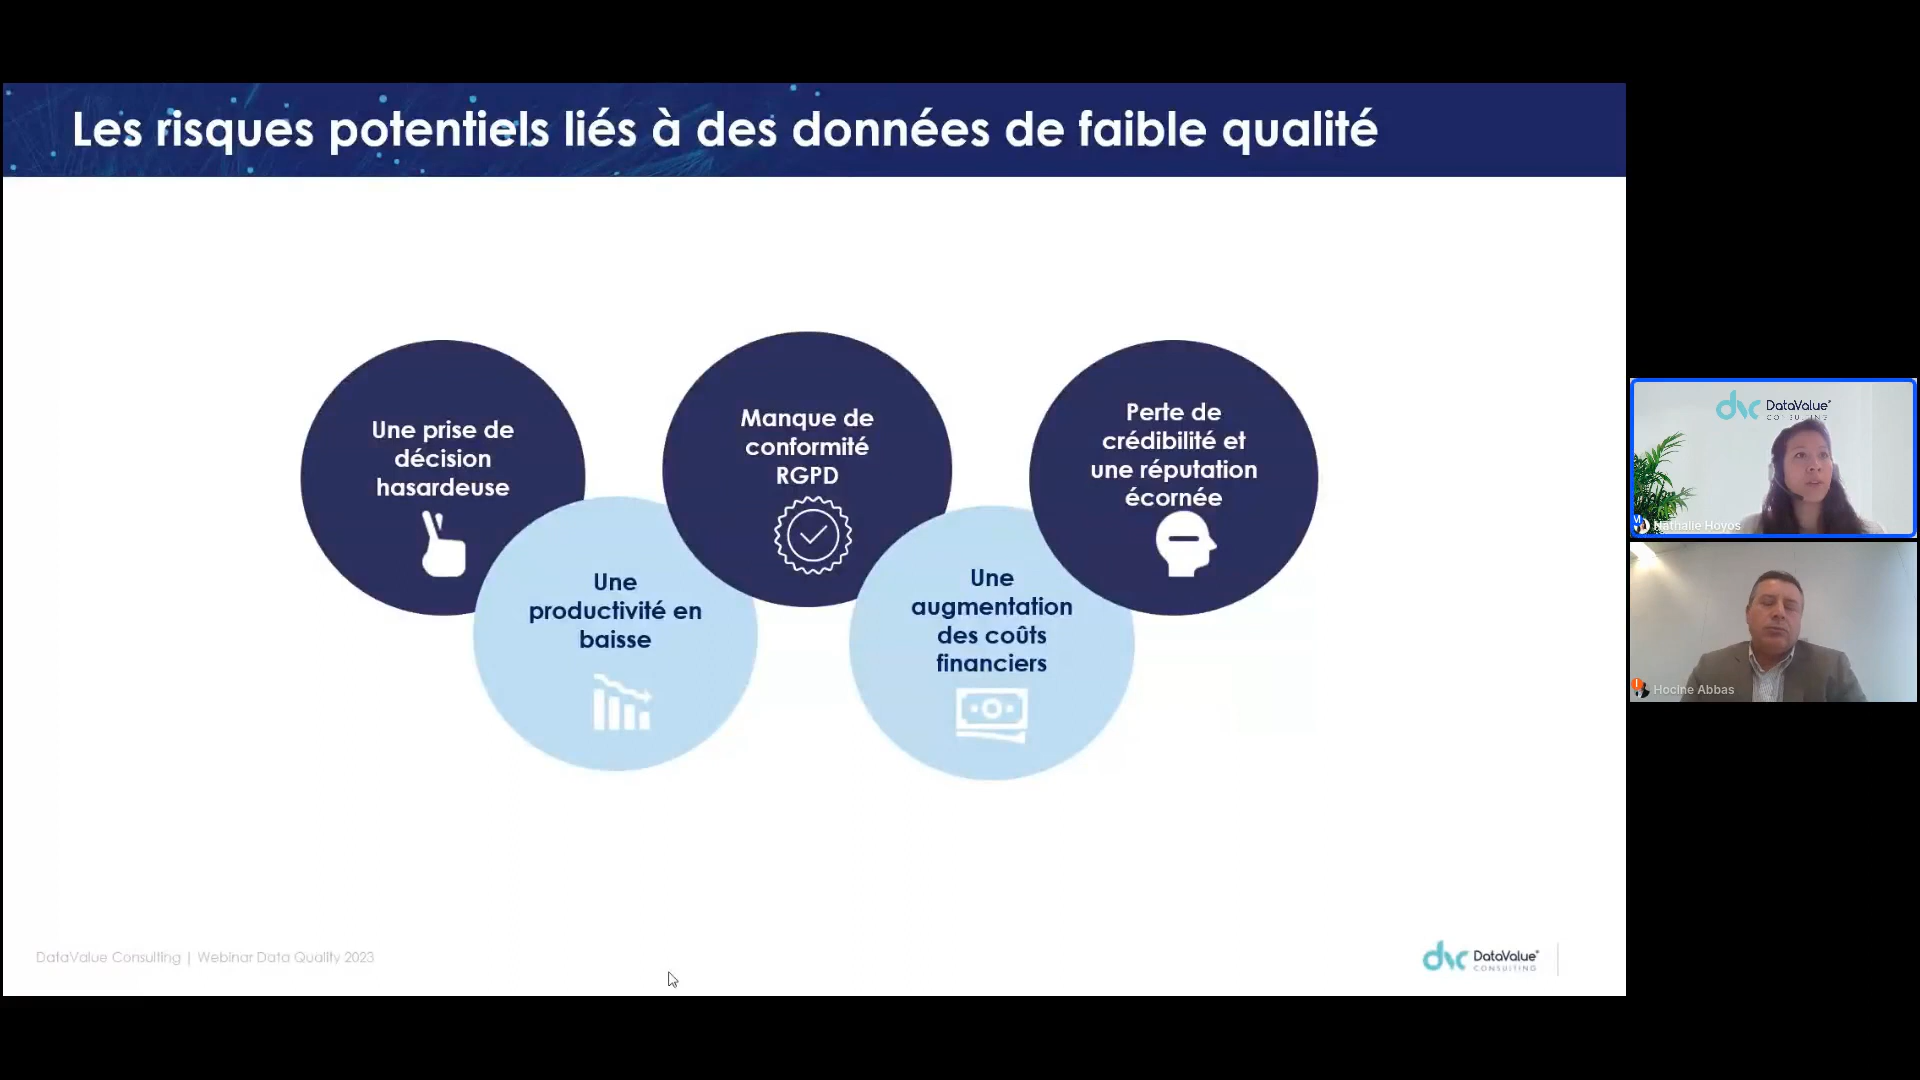 Les risques potentiels liés à des données de faible qualité
Une prise de
décision
hasardeuse
Une
productivité en
baisse
Manque de
conformité
RGPD
Une
augmentation
des coûts
financiers
Perte de
crédibilité et
une réputation
écornée
DataValue Consulting | Webinar Data Quality 2023
DataValue
CONSULTING
DataValue
CONSULTING
Nathalie Hoyos
Hocine Abbas